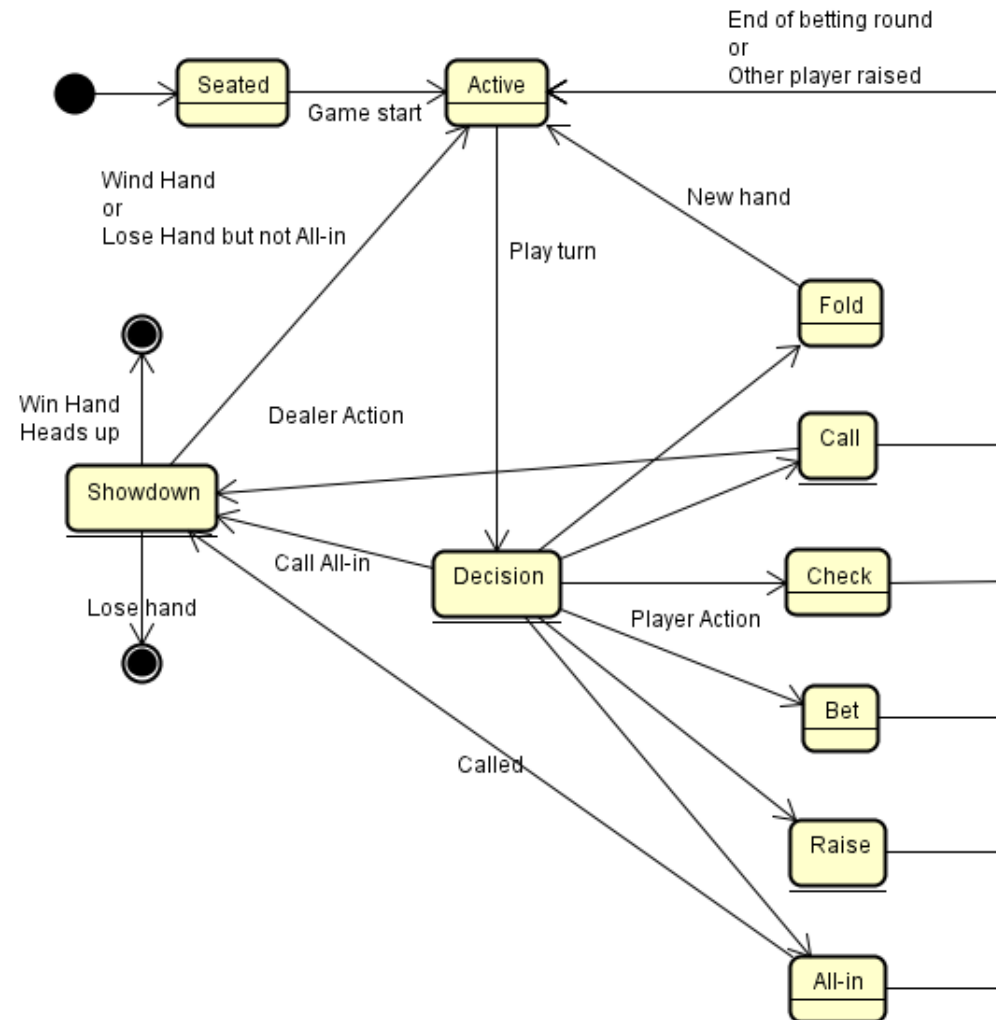 End of betting round
or
Other player raised
Seated
Active
Game start
Wind Hand
or
Lose Hand but not All-in
New hand
Play turn
Fold
Win Hand
Heads up
Dealer Action
Call
Showdown
Call All-in
Decision
Check
Lose hand
Player Action
Bet
Called
Raise
All-in